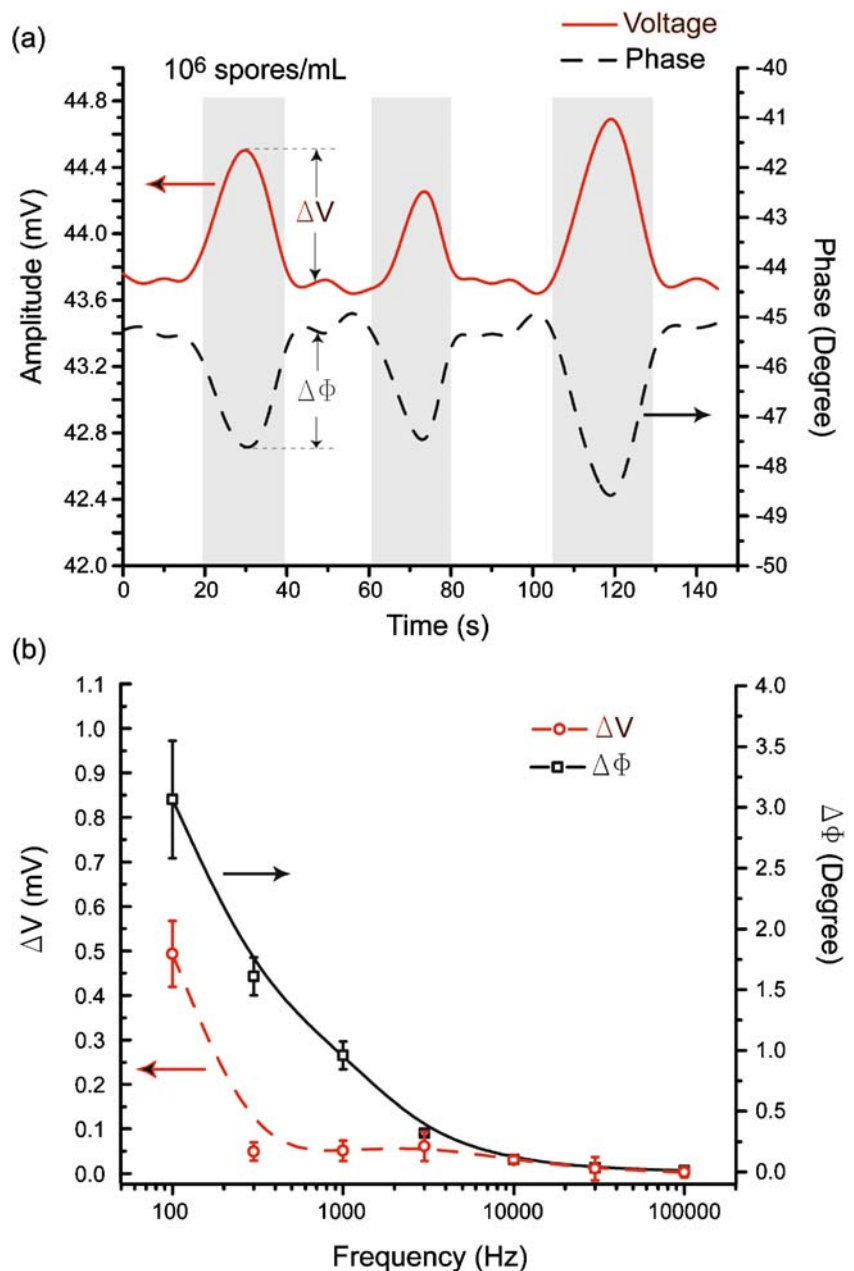 (a)
Voltage
Phase
10⁶ spores/mL
44.8
44.4
44.0
43.6
43.2
42.8
42.4
42.0
Amplitude (mV)
ΔV
ΔΦ
-40
-41
-42
-43
-44
-45
-46
-47
-48
-49
-50
Phase (Degree)
0 20 40 60 80 100 120 140
Time (s)
(b)
1.1
1.0
0.9
0.8
0.7
0.6
0.5
0.4
0.3
0.2
0.1
0.0
ΔV (mV)
ΔV
ΔΦ
4.0
3.5
3.0
2.5
2.0
1.5
1.0
0.5
0.0
ΔΦ (Degree)
100 1000 10000 100000
Frequency (Hz)